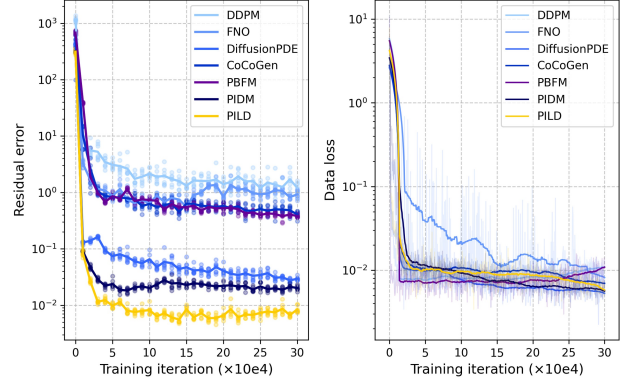 10³
10²
10¹
10⁰
10⁻¹
10⁻²
Residual error
0
5
10
15
20
25
30
Training iteration (×10e4)
DDPM
FNO
DiffusionPDE
CoCoGen
PBFM
PIDM
PILD
10¹
10⁰
10⁻¹
10⁻²
Data loss
0
5
10
15
20
25
30
Training iteration (×10e4)
DDPM
FNO
DiffusionPDE
CoCoGen
PBFM
PIDM
PILD